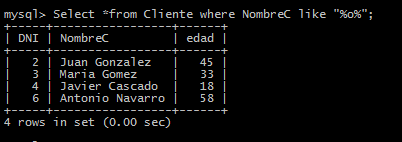 mysql> Select *from Cliente where NombreC like "%o%";
+-----+-----------------+------+
| DNI | NombreC         | edad |
+-----+-----------------+------+
|   2 | Juan Gonzalez   |   45 |
|   3 | Maria Gomez     |   33 |
|   4 | Javier Cascado  |   18 |
|   6 | Antonio Navarro |   58 |
+-----+-----------------+------+
4 rows in set (0.00 sec)